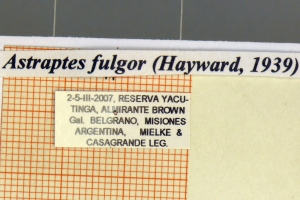 Astraptes fulgor (Hayward, 1939)
2-5-III-2007, RESERVA YACU-
TINGA, ALMIRANTE BROWN
Gal. BELGRANO, MISIONES
ARGENTINA, MIELKE &
CASAGRANDE LEG.